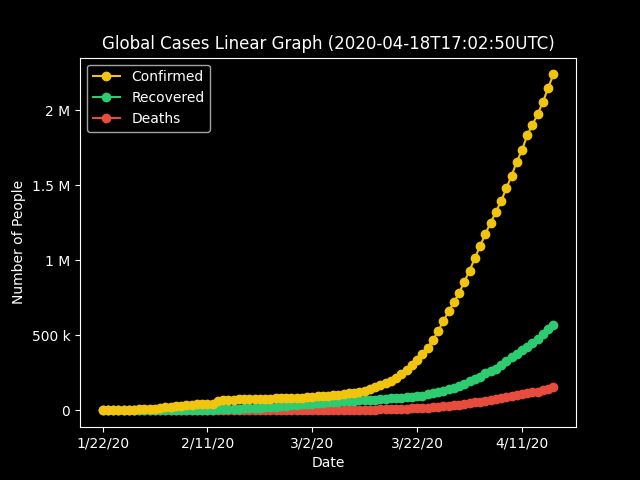 Global Cases Linear Graph (2020-04-18T17:02:50UTC)
Confirmed
Recovered
Deaths
Number of People
2 M
1.5 M
1 M
500 k
0
1/22/20
2/11/20
3/2/20
3/22/20
4/11/20
Date